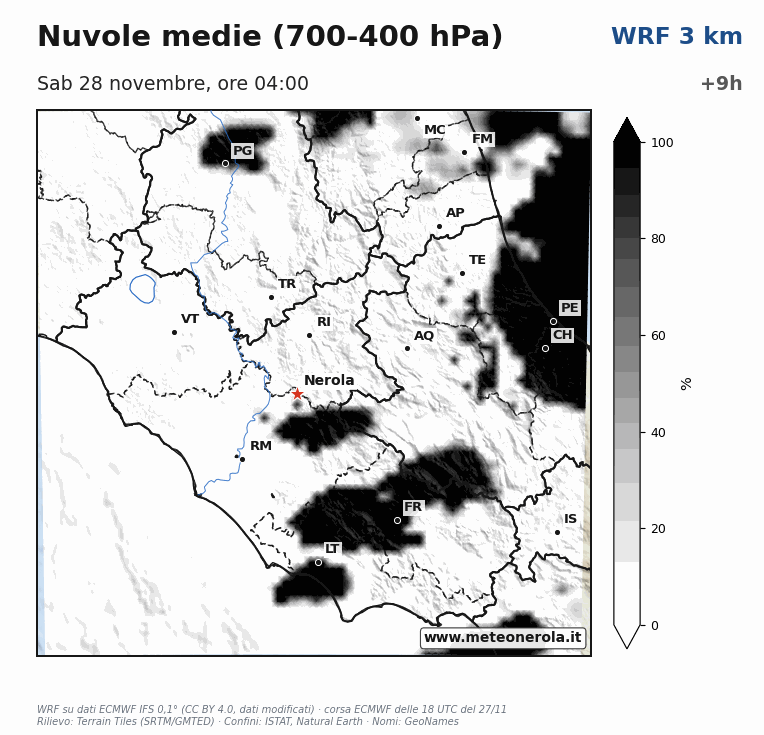 Nuvole medie (700-400 hPa)
WRF 3 km
Sab 28 novembre, ore 04:00
+9h
MC
FM
PG
AP
TE
TR
PE
VT
RI
AQ
CH
Nerola
RM
FR
IS
LT
www.meteonerola.it
100
80
60
40
20
0
%
WRF su dati ECMWF IFS 0,1° (CC BY 4.0, dati modificati) · corsa ECMWF delle 18 UTC del 27/11
Rilievo: Terrain Tiles (SRTM/GMTED) · Confini: ISTAT, Natural Earth · Nomi: GeoNames